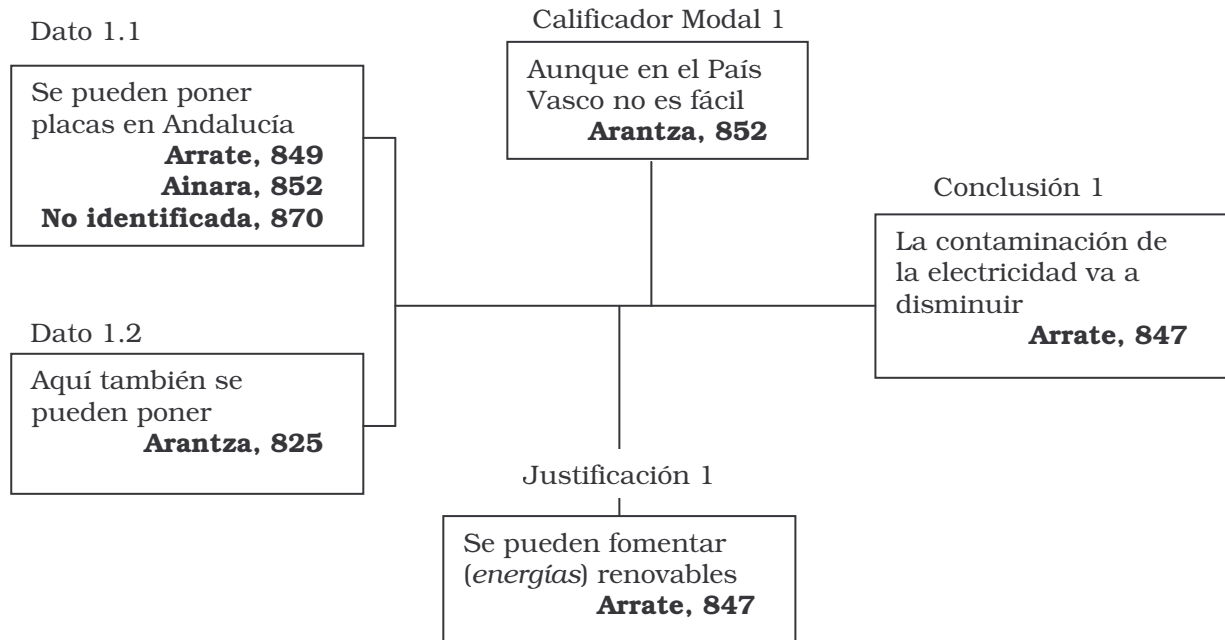 Dato 1.1
Se pueden poner
placas en Andalucía
Arrate, 849
Ainara, 852
No identificada, 870
Calificador Modal 1
Aunque en el País
Vasco no es fácil
Arantza, 852
Conclusión 1
La contaminación de
la electricidad va a
disminuir
Arrate, 847
Dato 1.2
Aquí también se
pueden poner
Arantza, 825
Justificación 1
Se pueden fomentar
(energías) renovables
Arrate, 847